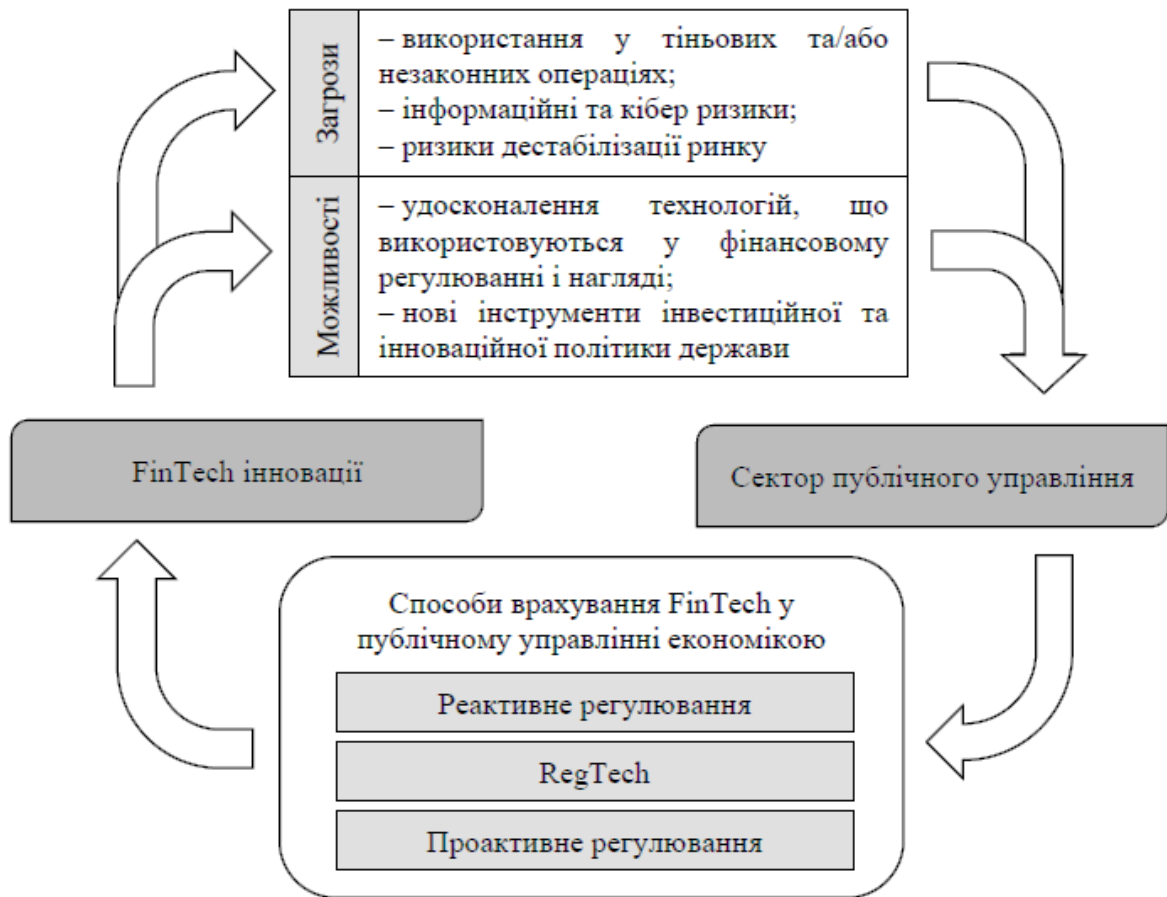 Загрози
– використання у тіньових та/або
незаконних операціях;
– інформаційні та кібер ризики;
– ризики дестабілізації ринку
Можливості
– удосконалення технологій, що
використовуються у фінансовому
регулюванні і нагляді;
– нові інструменти інвестиційної та
інноваційної політики держави
FinTech інновації
Сектор публічного управління
Способи врахування FinTech у
публічному управлінні економікою
Реактивне регулювання
RegTech
Проактивне регулювання